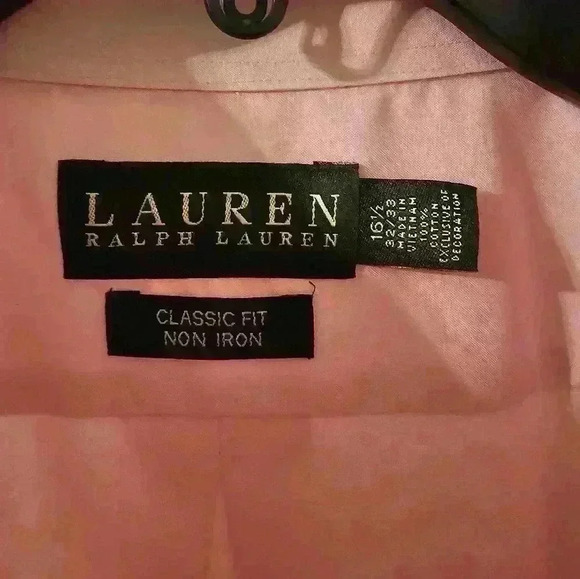 LAUREN
RALPH LAUREN
16½
32/33
MADE IN
VIETNAM
100%
COTTON
EXCLUSIVE OF
DECORATION
CLASSIC FIT
NON IRON